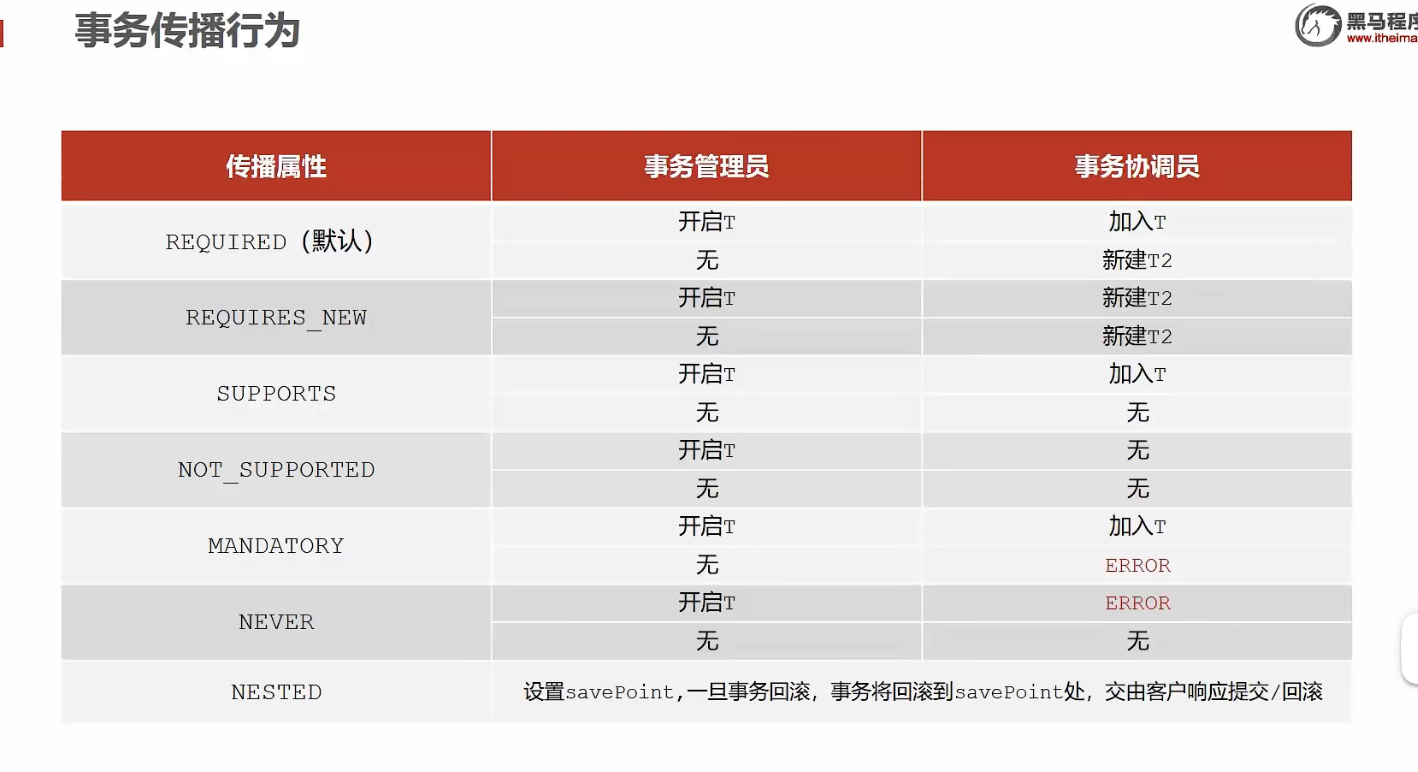 事务传播行为
黑马程序
www.itheima
传播属性 事务管理员 事务协调员
REQUIRED（默认） 开启T 加入T
无 新建T2
REQUIRES_NEW 开启T 新建T2
无 新建T2
SUPPORTS 开启T 加入T
无 无
NOT_SUPPORTED 开启T 无
无 无
MANDATORY 开启T 加入T
无 ERROR
NEVER 开启T ERROR
无 无
NESTED 设置savePoint,一旦事务回滚，事务将回滚到savePoint处，交由客户响应提交/回滚